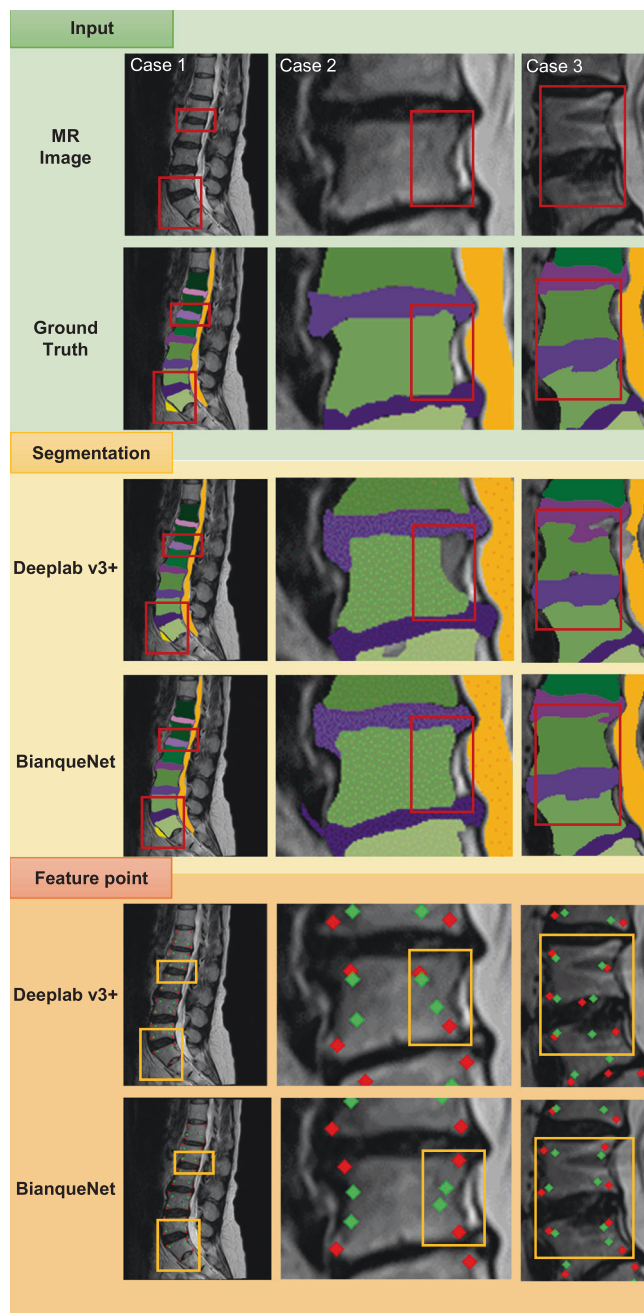 Input
Case 1
Case 2
Case 3
MR
Image
Ground
Truth
Segmentation
Deeplab v3+
BianqueNet
Feature point
Deeplab v3+
BianqueNet